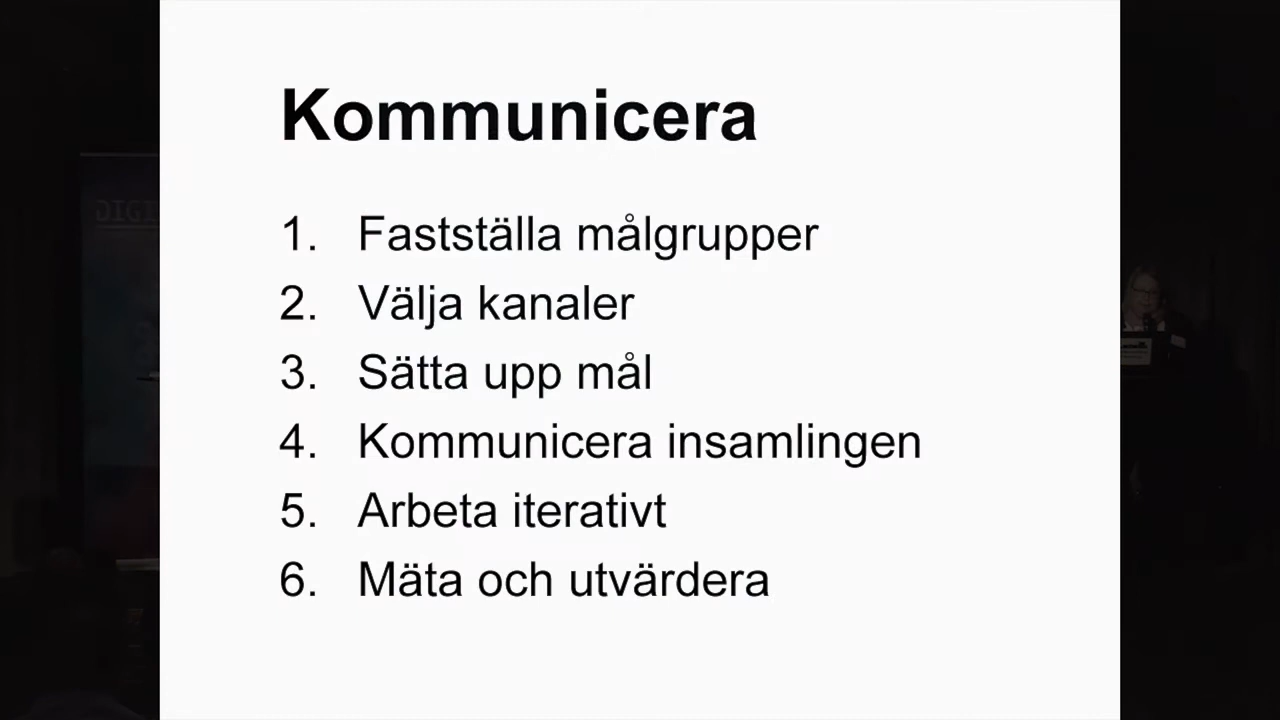 Kommunicera
1. Fastställa målgrupper
2. Välja kanaler
3. Sätta upp mål
4. Kommunicera insamlingen
5. Arbeta iterativt
6. Mäta och utvärdera
DIGI